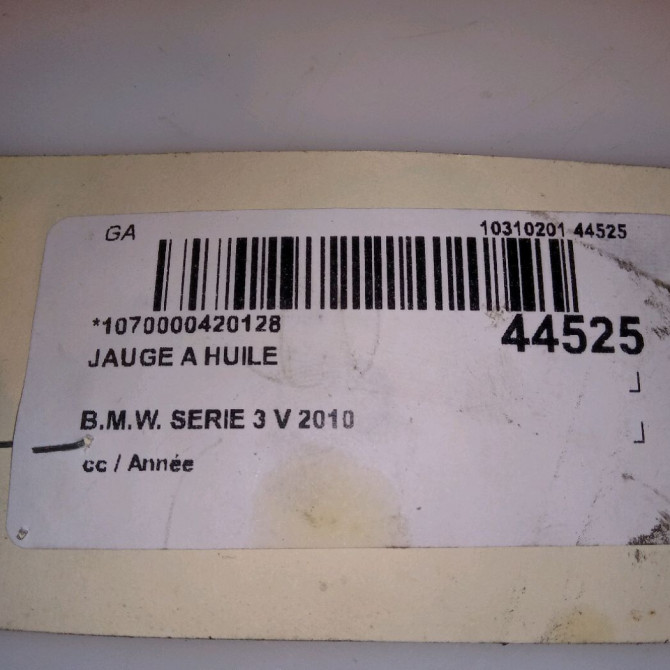 GA 10310201 44525
*1070000420128 44525
JAUGE A HUILE
B.M.W. SERIE 3 V 2010
cc / Année